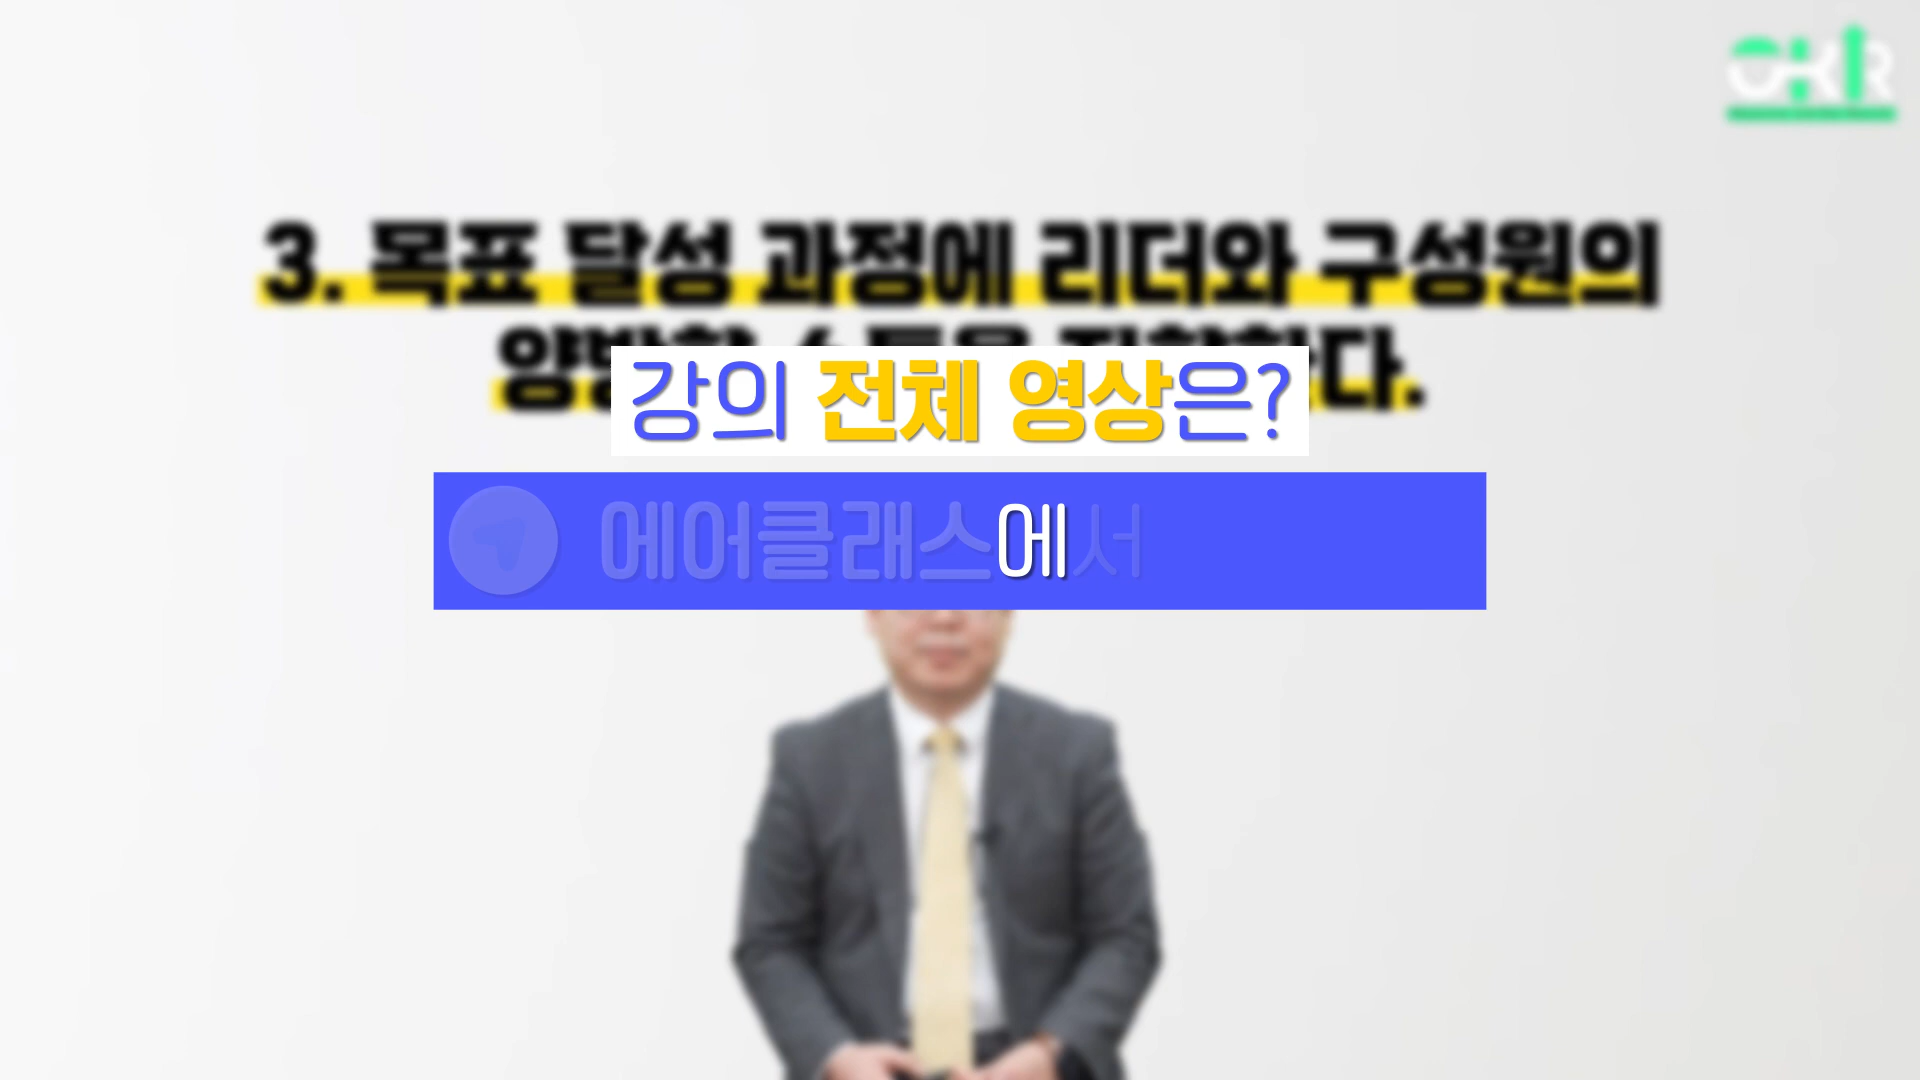 OKR
3. 목표 달성 과정에 리더와 구성원의
강의 전체 영상은?
에어클래스에서